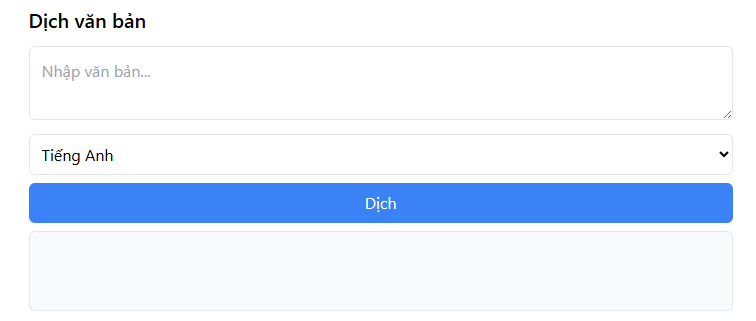 Dịch văn bản
Nhập văn bản...
Tiếng Anh
Dịch